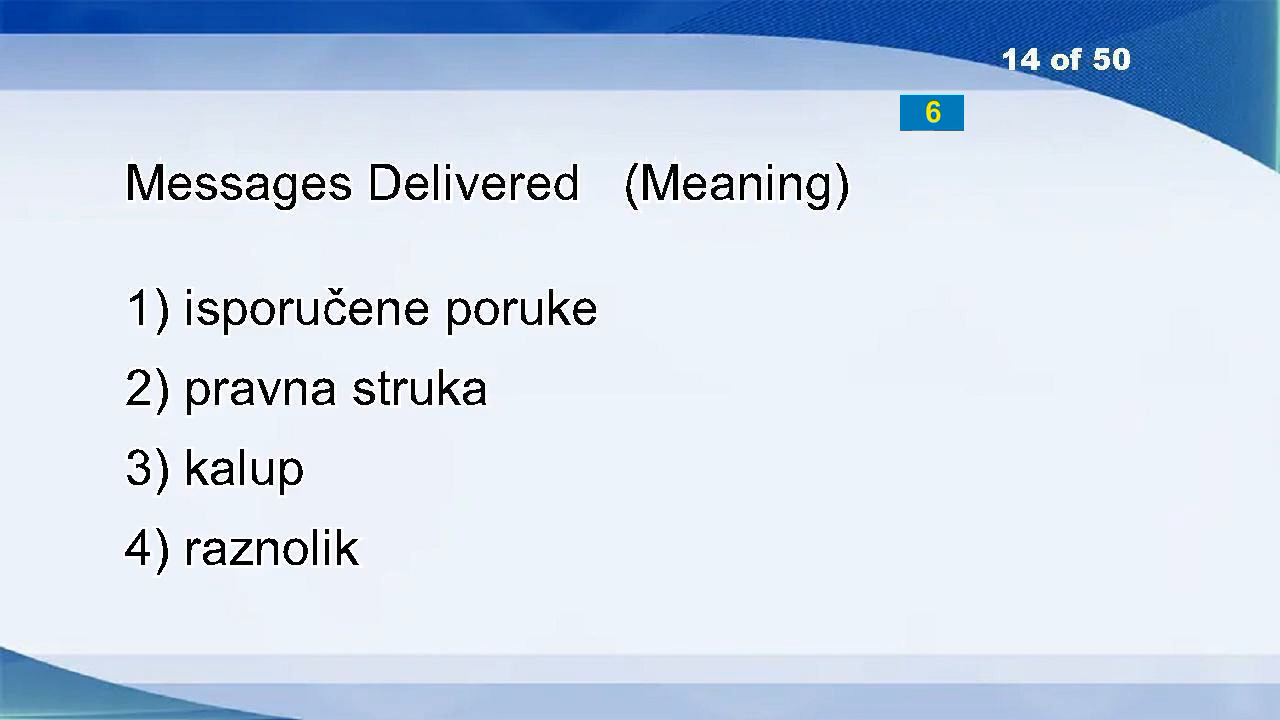 14 of 50
6
Messages Delivered (Meaning)
1) isporučene poruke
2) pravna struka
3) kalup
4) raznolik